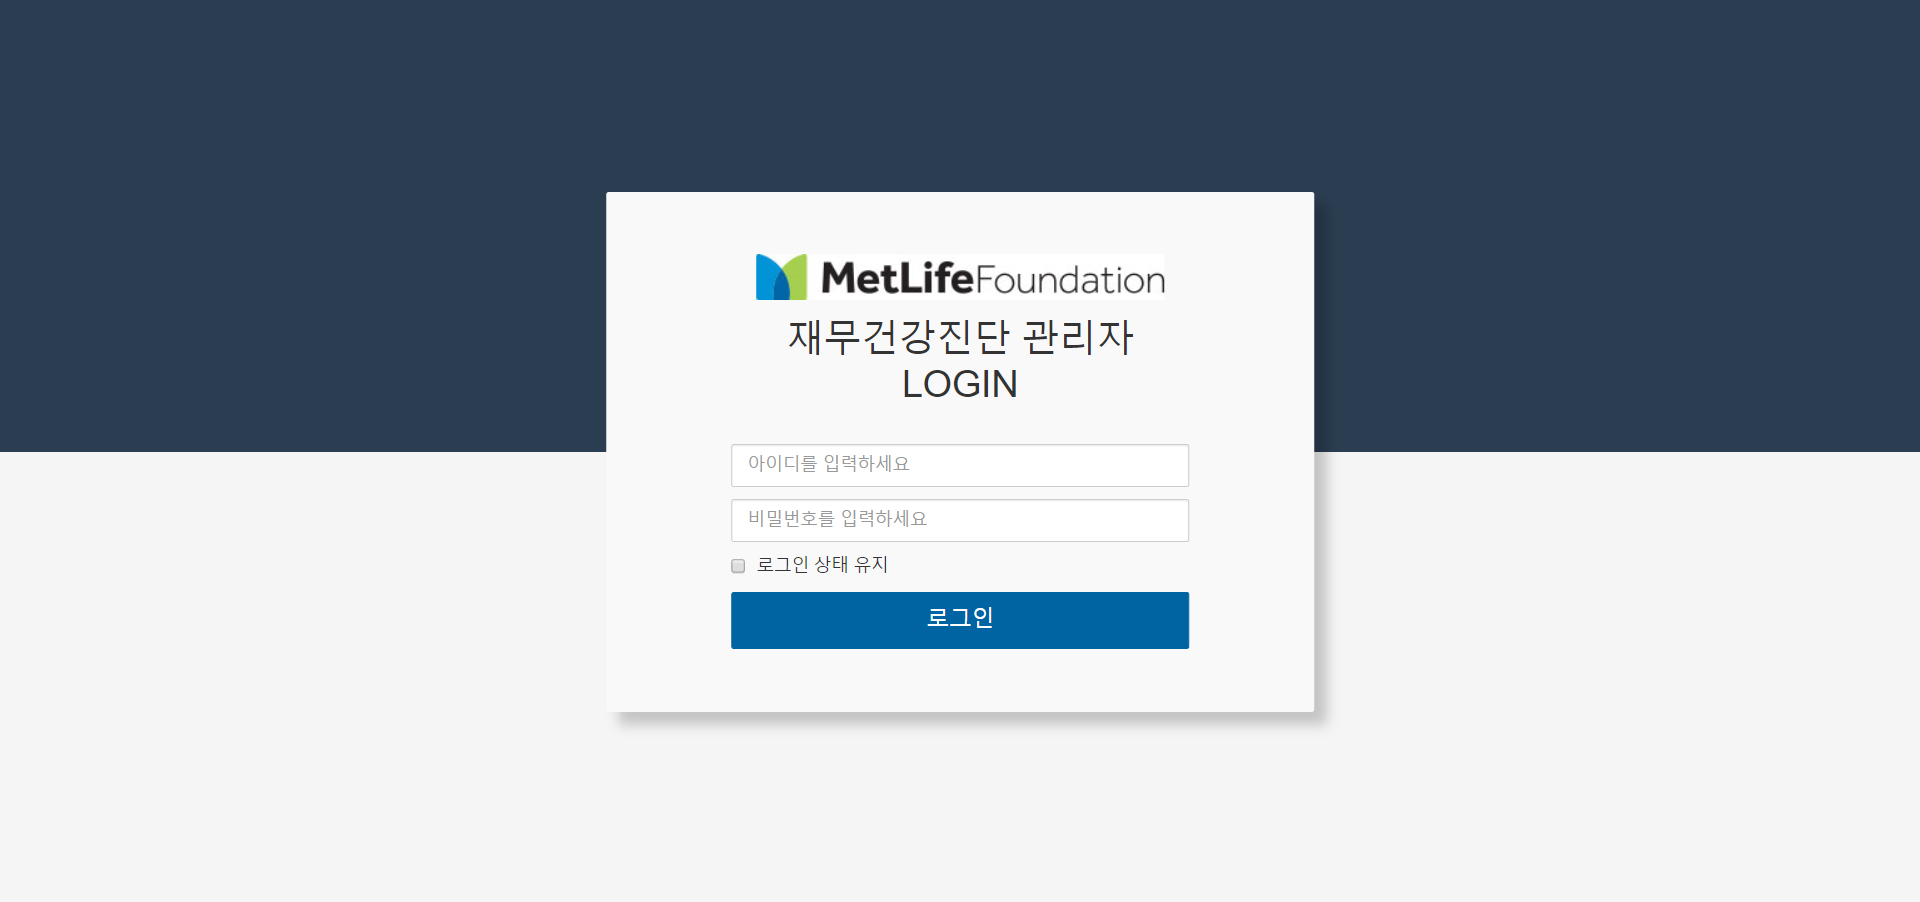 MetLife Foundation
재무건강진단 관리자
LOGIN
아이디를 입력하세요
비밀번호를 입력하세요
로그인 상태 유지
로그인